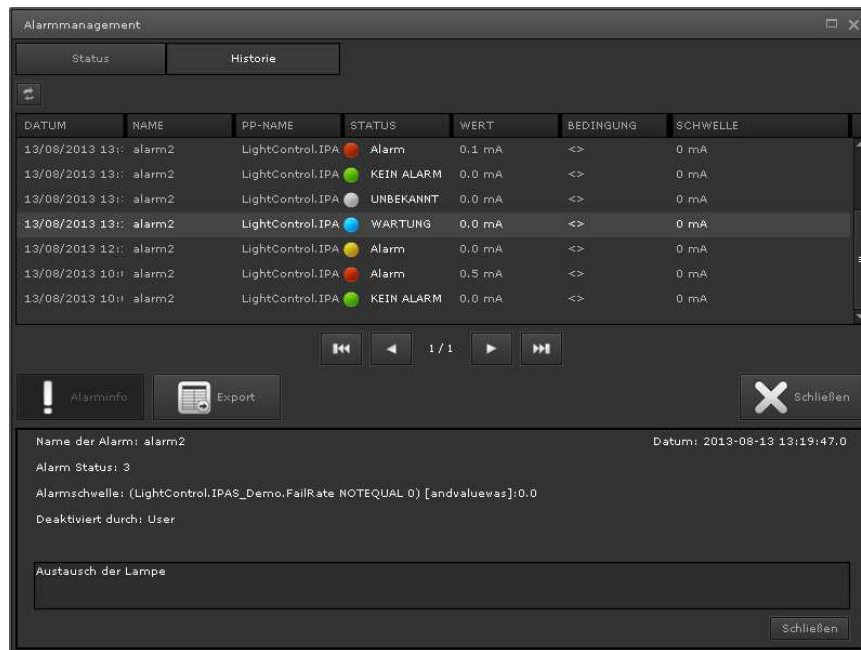 Alarmmanagement
Status Historie
DATUM NAME PP-NAME STATUS WERT BEDINGUNG SCHWELLE
13/08/2013 13: alarm2 LightControl.IPA Alarm 0.1 mA <> 0 mA
13/08/2013 13: alarm2 LightControl.IPA KEIN ALARM 0.0 mA <> 0 mA
13/08/2013 13: alarm2 LightControl.IPA UNBEKANNT 0.0 mA <> 0 mA
13/08/2013 13: alarm2 LightControl.IPA WARTUNG 0.0 mA <> 0 mA
13/08/2013 12: alarm2 LightControl.IPA Alarm 0.0 mA <> 0 mA
13/08/2013 10: alarm2 LightControl.IPA Alarm 0.5 mA <> 0 mA
13/08/2013 10: alarm2 LightControl.IPA KEIN ALARM 0.0 mA <> 0 mA
1/1
Alarminfo Export Schließen
Name der Alarm: alarm2 Datum: 2013-08-13 13:19:47.0
Alarm Status: 3
Alarmschwelle: (LightControl.IPAS_Demo.FailRate NOTEQUAL 0) [andvaluewas]:0.0
Deaktiviert durch: User
Austausch der Lampe
Schließen